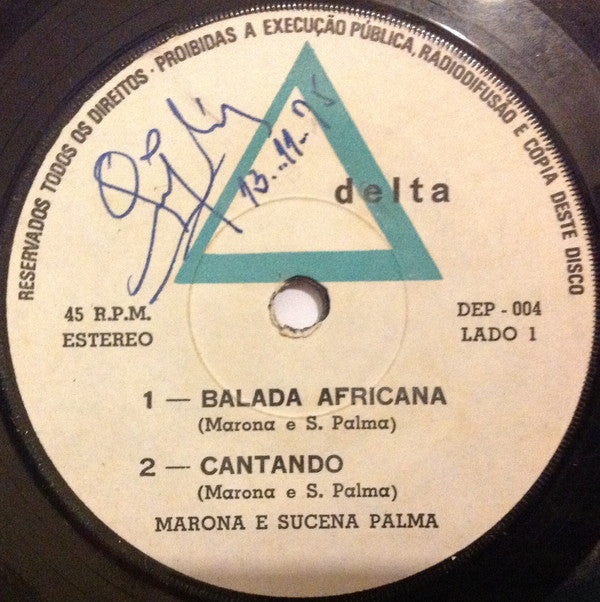 RESERVADOS TODOS OS DIREITOS · PROIBIDAS A EXECUÇÃO PÚBLICA, RADIODIFUSÃO E CÓPIA DESTE DISCO
13-11-75
delta
45 R.P.M.
ESTEREO
DEP - 004
LADO 1
1 — BALADA AFRICANA
(Marona e S. Palma)
2 — CANTANDO
(Marona e S. Palma)
MARONA E SUCENA PALMA